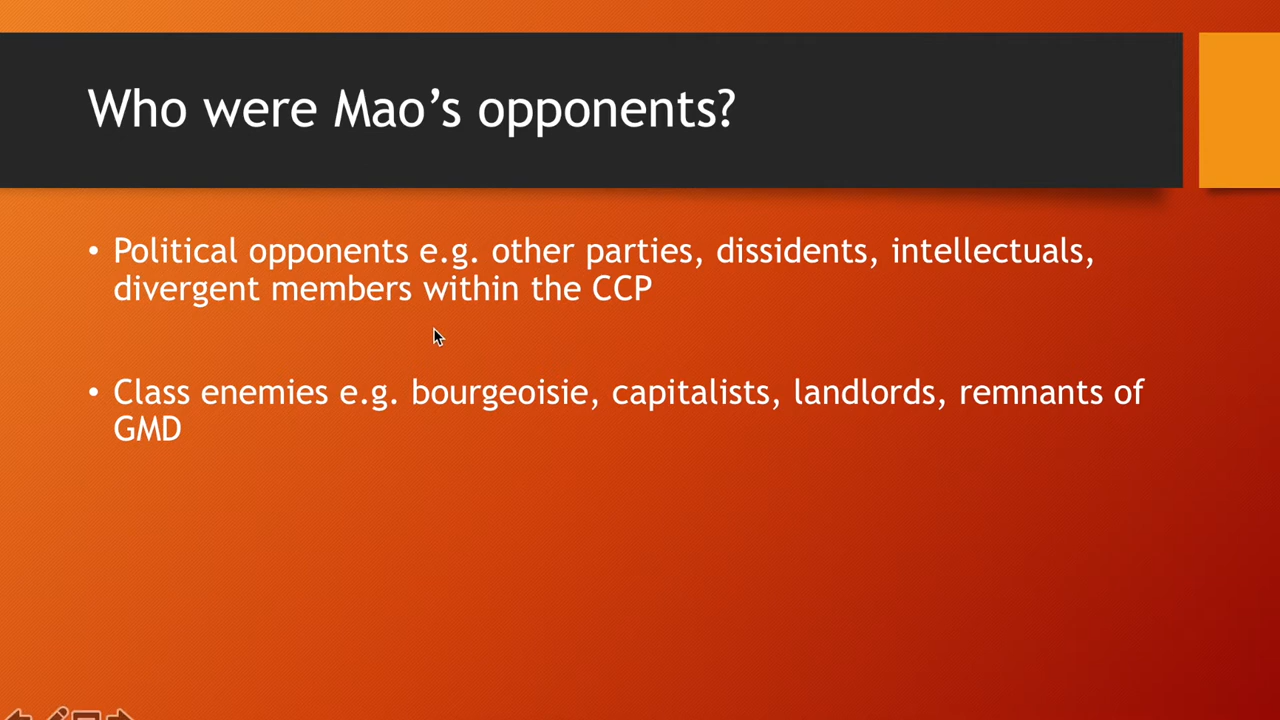 Who were Mao’s opponents?
• Political opponents e.g. other parties, dissidents, intellectuals,
divergent members within the CCP
• Class enemies e.g. bourgeoisie, capitalists, landlords, remnants of
GMD